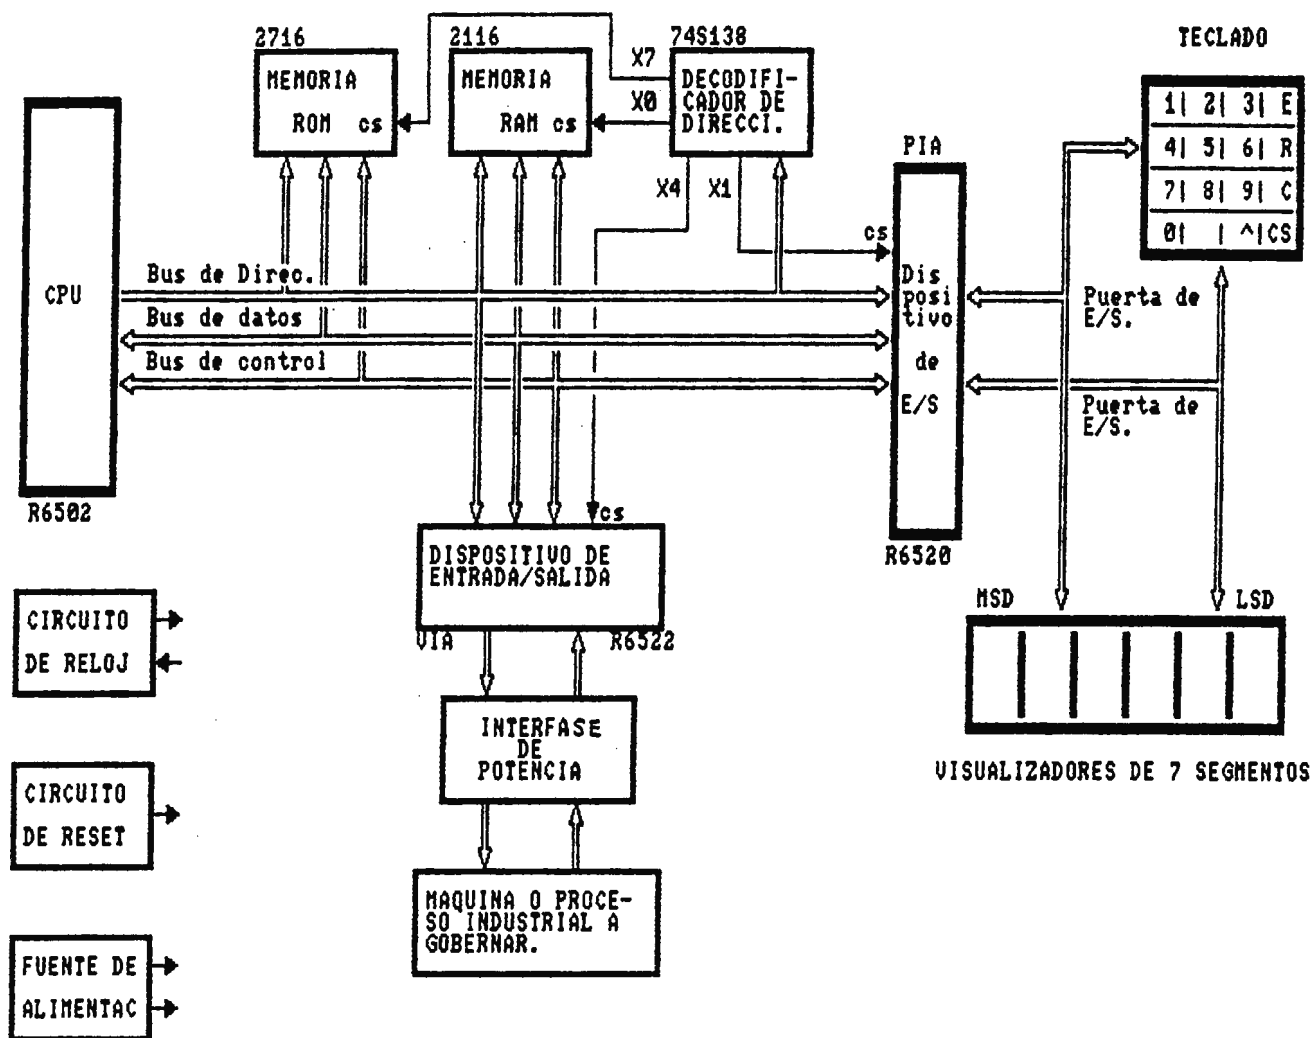 2716
MEMORIA
ROM cs
2116
MEMORIA
RAM cs
X7
X0
74S138
DECODIFI-
CADOR DE
DIRECCI.
X4 X1
TECLADO
1| 2| 3| E
4| 5| 6| R
7| 8| 9| C
0| | ^|CS
PIA
cs
Dis
posi
tivo
de
E/S
R6520
CPU
R6502
Bus de Direc.
Bus de datos
Bus de control
Puerta de
E/S.
Puerta de
E/S.
cs
DISPOSITIVO DE
ENTRADA/SALIDA
VIA R6522
MSD LSD
VISUALIZADORES DE 7 SEGMENTOS
CIRCUITO
DE RELOJ
INTERFASE
DE
POTENCIA
CIRCUITO
DE RESET
MAQUINA O PROCE-
SO INDUSTRIAL A
GOBERNAR.
FUENTE DE
ALIMENTAC